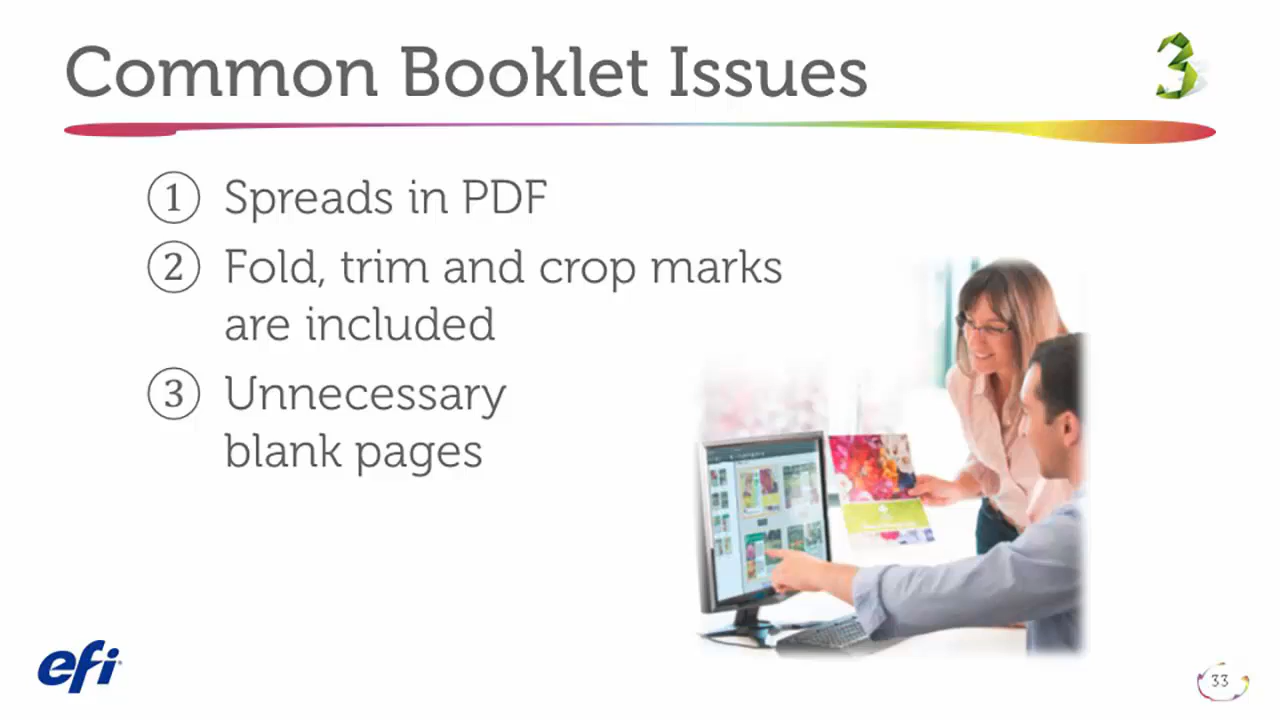 Common Booklet Issues
3
1 Spreads in PDF
2 Fold, trim and crop marks
are included
3 Unnecessary
blank pages
efi
33